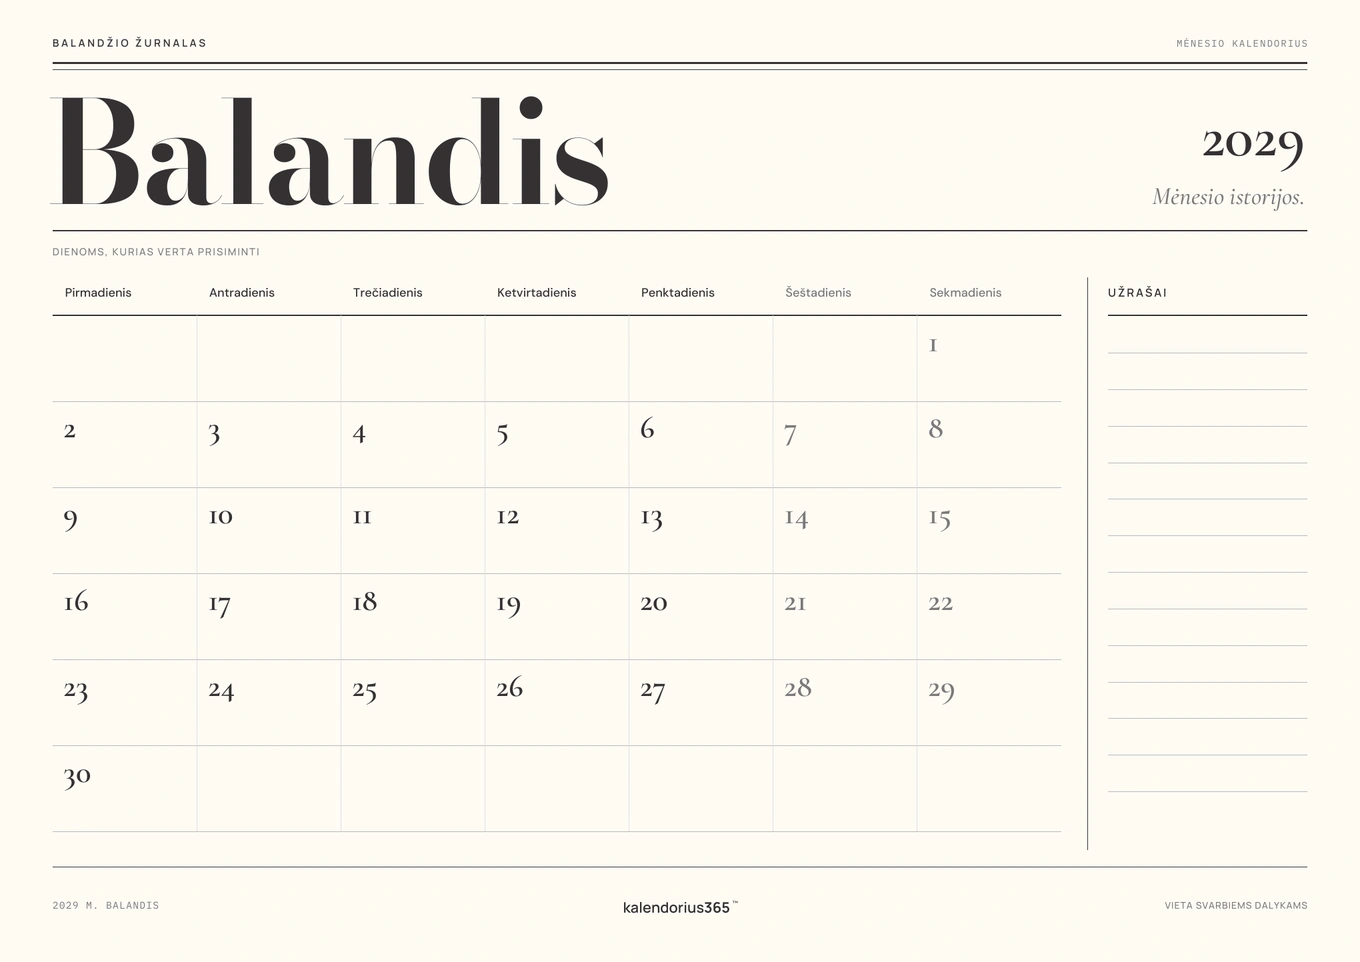 BALANDŽIO ŽURNALAS
MĖNESIO KALENDORIUS
Balandis
2029
Mėnesio istorijos.
DIENOMS, KURIAS VERTA PRISIMINTI
Pirmadienis Antradienis Trečiadienis Ketvirtadienis Penktadienis Šeštadienis Sekmadienis
UŽRAŠAI
1
2 3 4 5 6 7 8
9 10 11 12 13 14 15
16 17 18 19 20 21 22
23 24 25 26 27 28 29
30
2029 M. BALANDIS
kalendorius365™
VIETA SVARBIEMS DALYKAMS